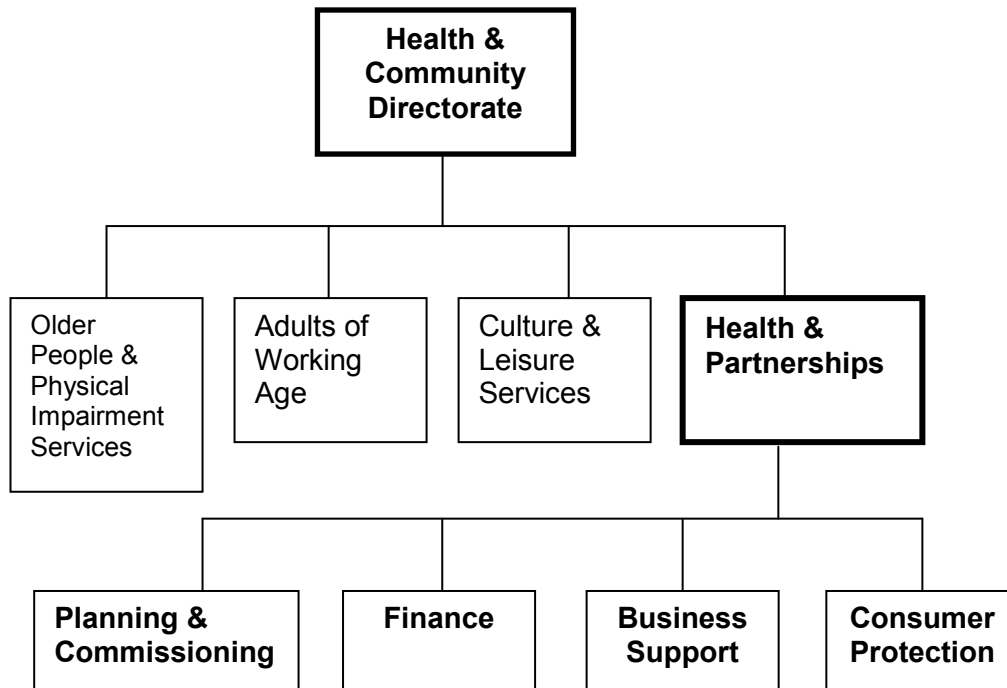 Health &
Community
Directorate
Older
People &
Physical
Impairment
Services
Adults of
Working
Age
Culture &
Leisure
Services
Health &
Partnerships
Planning &
Commissioning
Finance
Business
Support
Consumer
Protection